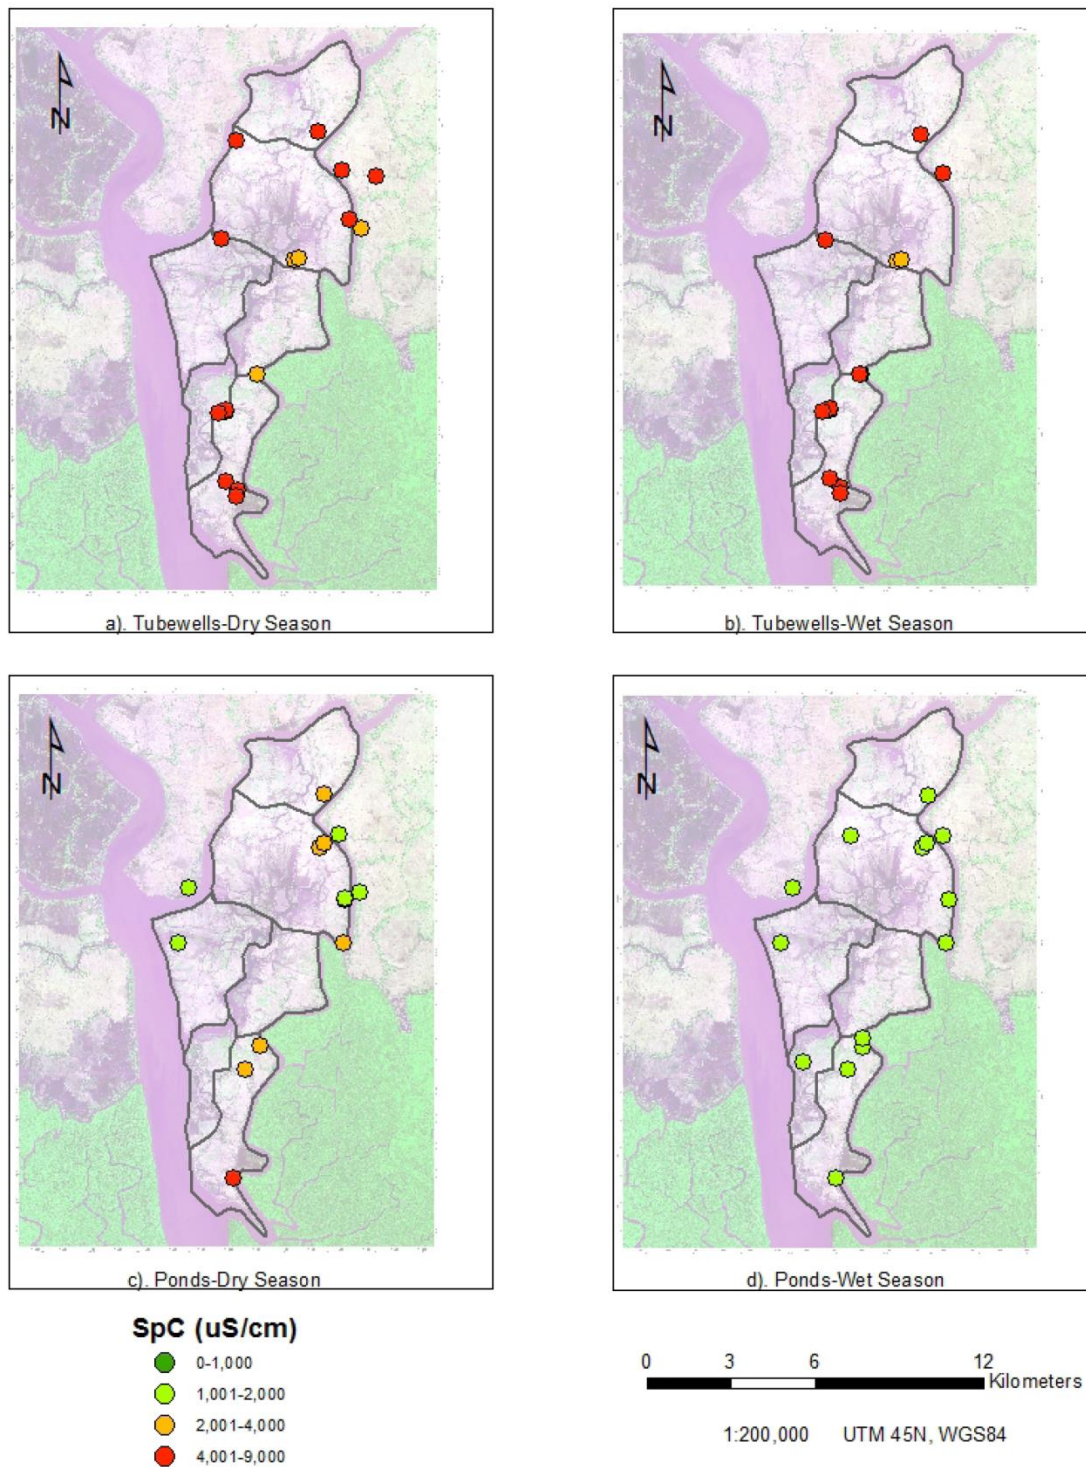 N
N
a). Tubewells-Dry Season
b). Tubewells-Wet Season
N
N
c). Ponds-Dry Season
d). Ponds-Wet Season
SpC (uS/cm)
0-1,000
1,001-2,000
2,001-4,000
4,001-9,000
0 3 6 12
Kilometers
1:200,000 UTM 45N, WGS84